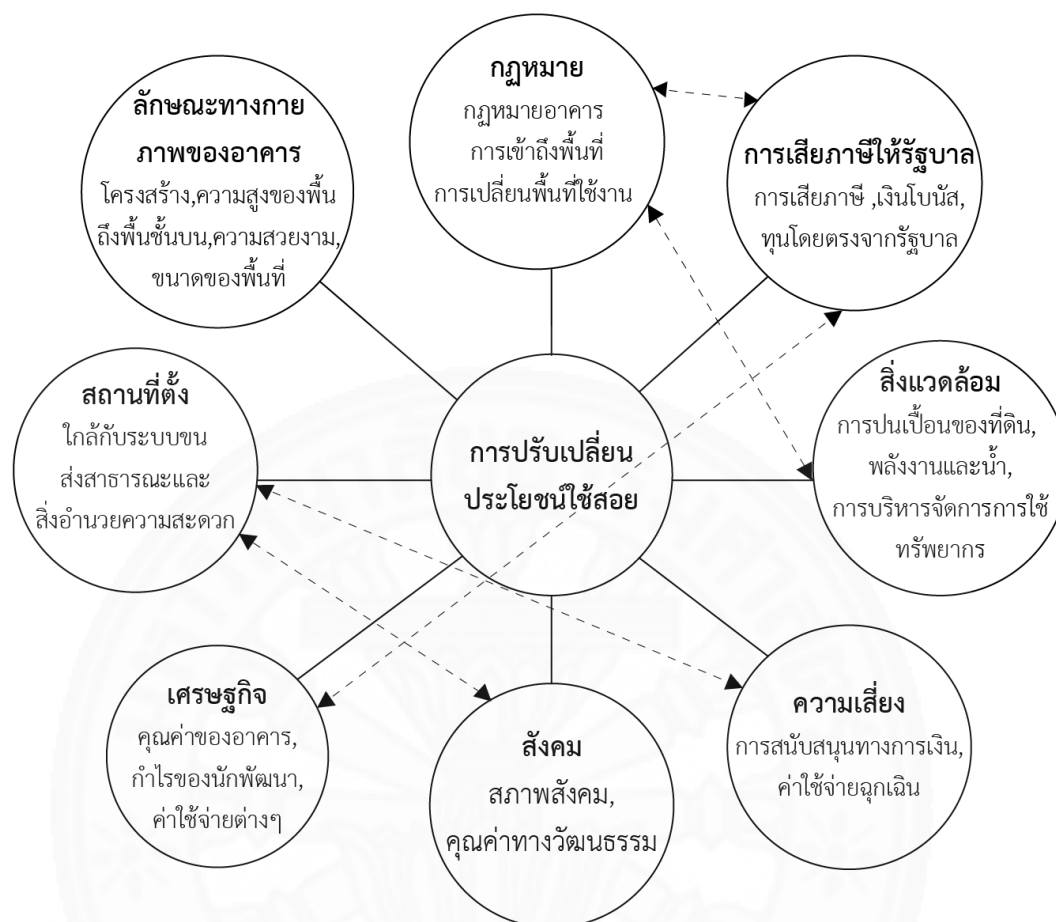 กฎหมาย
กฎหมายอาคาร
การเข้าถึงพื้นที่
การเปลี่ยนพื้นที่ใช้งาน
ลักษณะทางกาย
ภาพของอาคาร
โครงสร้าง,ความสูงของพื้น
ถึงพื้นชั้นบน,ความสวยงาม,
ขนาดของพื้นที่
การเสียภาษีให้รัฐบาล
การเสียภาษี ,เงินโบนัส,
ทุนโดยตรงจากรัฐบาล
สถานที่ตั้ง
ใกล้กับระบบขน
ส่งสาธารณะและ
สิ่งอำนวยความสะดวก
การปรับเปลี่ยน
ประโยชน์ใช้สอย
สิ่งแวดล้อม
การปนเปื้อนของที่ดิน,
พลังงานและน้ำ,
การบริหารจัดการการใช้
ทรัพยากร
เศรษฐกิจ
คุณค่าของอาคาร,
กำไรของนักพัฒนา,
ค่าใช้จ่ายต่างๆ
สังคม
สภาพสังคม,
คุณค่าทางวัฒนธรรม
ความเสี่ยง
การสนับสนุนทางการเงิน,
ค่าใช้จ่ายฉุกเฉิน